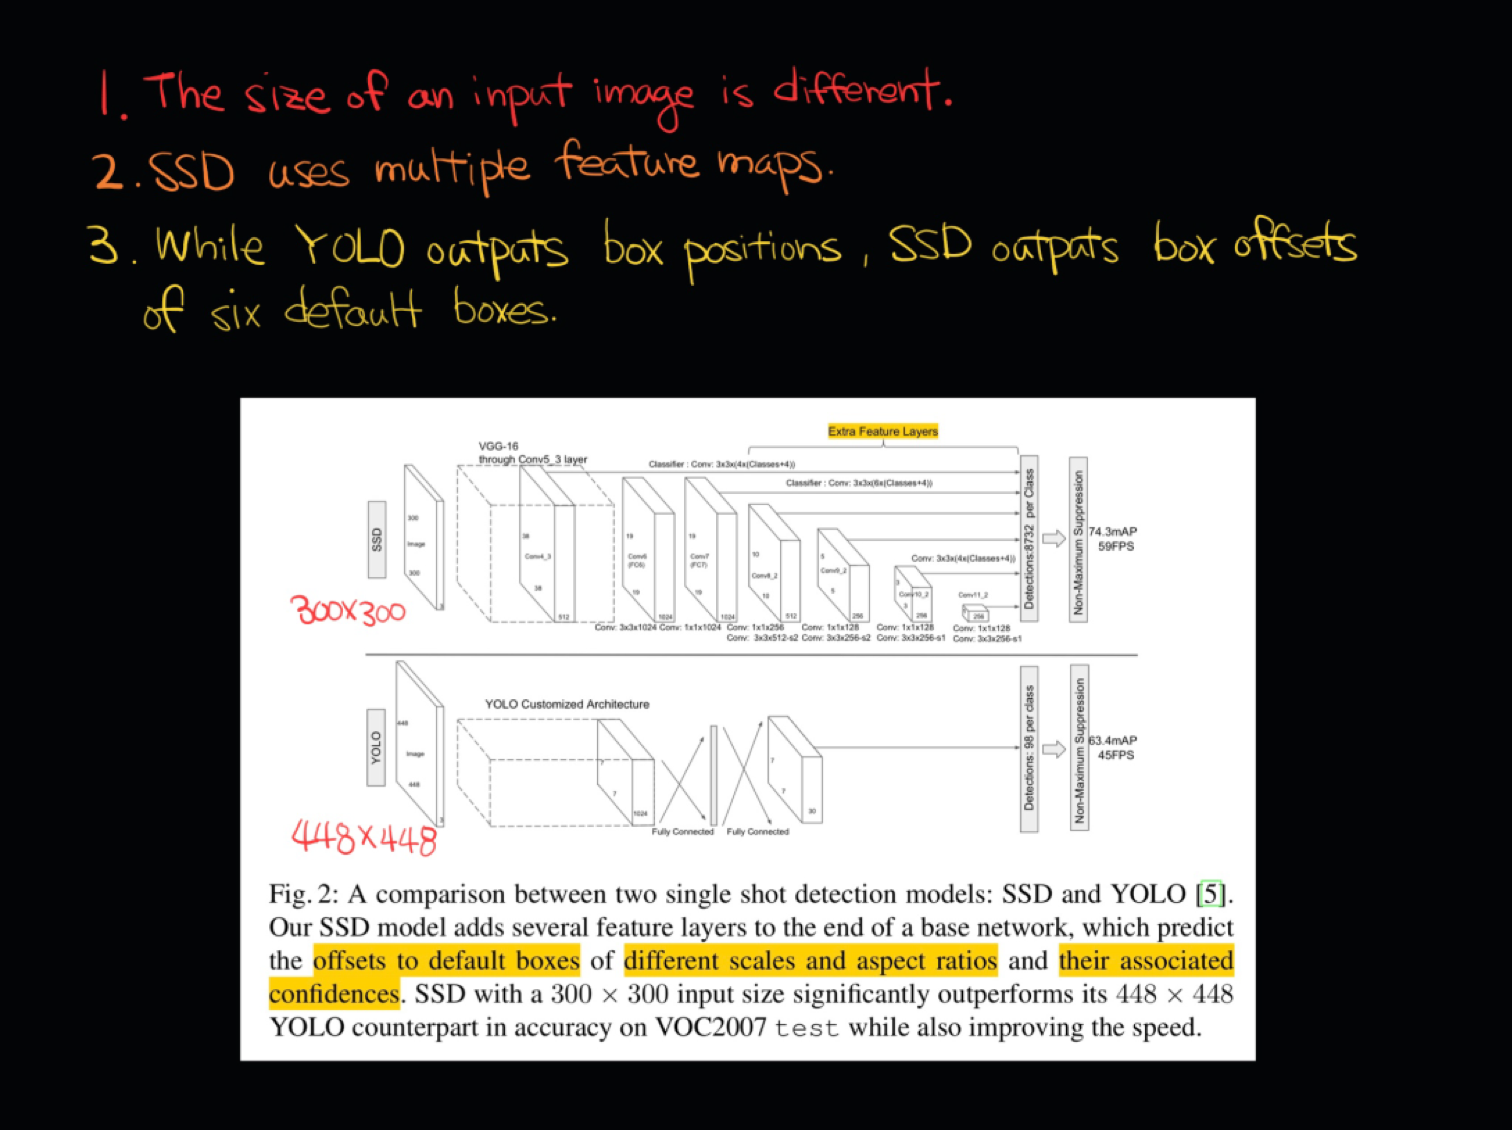 1. The size of an input image is different.
2. SSD uses multiple feature maps.
3. While YOLO outputs box positions, SSD outputs box offsets
of six default boxes.
Extra Feature Layers
VGG-16
through Conv5_3 layer
Classifier : Conv: 3x3x(4x(Classes+4))
Classifier : Conv: 3x3x(6x(Classes+4))
SSD
300
Image
300
3
38
Conv4_3
38
512
19
Conv6
(FC6)
19
1024
19
Conv7
(FC7)
19
1024
10
Conv8_2
10
512
5
Conv9_2
5
256
Conv: 3x3x(4x(Classes+4))
3
Conv10_2
3
256
Conv11_2
256
Detections:8732 per Class
Non-Maximum Suppression
74.3mAP
59FPS
300x300
Conv: 3x3x1024 Conv: 1x1x1024 Conv: 1x1x256 Conv: 1x1x128 Conv: 1x1x128 Conv: 1x1x128
Conv: 3x3x512-s2 Conv: 3x3x256-s2 Conv: 3x3x256-s1 Conv: 3x3x256-s1
YOLO Customized Architecture
YOLO
448
Image
448
3
7
7
1024
7
7
30
Fully Connected Fully Connected
Detections: 98 per class
Non-Maximum Suppression
63.4mAP
45FPS
448x448
Fig. 2: A comparison between two single shot detection models: SSD and YOLO [5].
Our SSD model adds several feature layers to the end of a base network, which predict
the offsets to default boxes of different scales and aspect ratios and their associated
confidences. SSD with a 300 × 300 input size significantly outperforms its 448 × 448
YOLO counterpart in accuracy on VOC2007 test while also improving the speed.